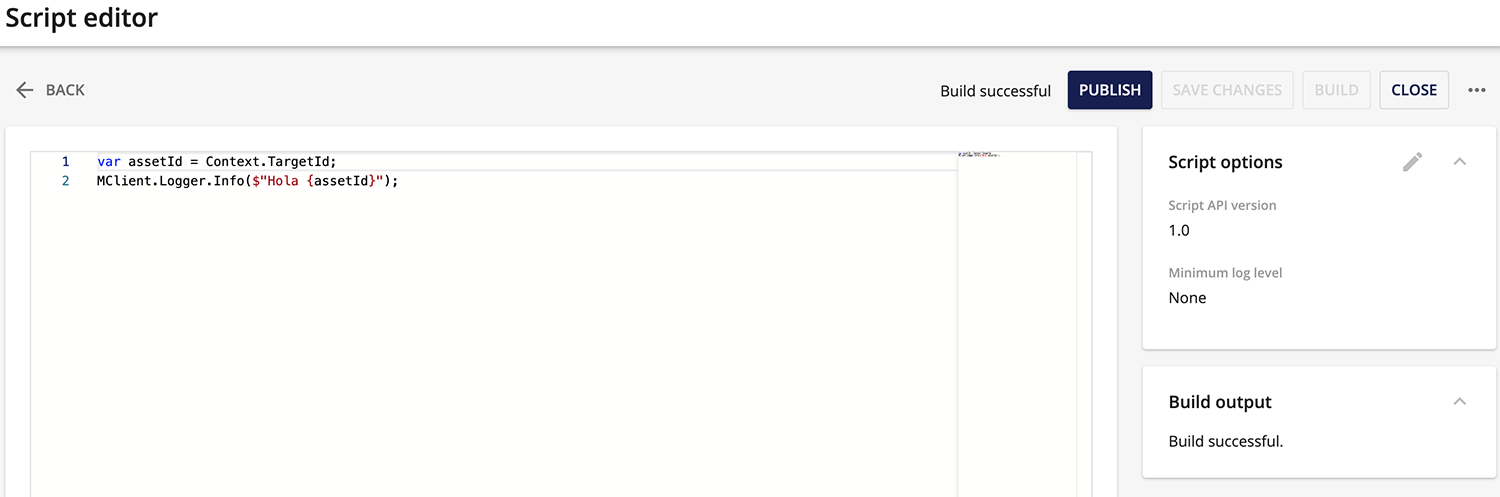 Script editor
BACK
Build successful
PUBLISH
SAVE CHANGES
BUILD
CLOSE
1 var assetId = Context.TargetId;
2 MClient.Logger.Info($"Hola {assetId}");
Script options
Script API version
1.0
Minimum log level
None
Build output
Build successful.